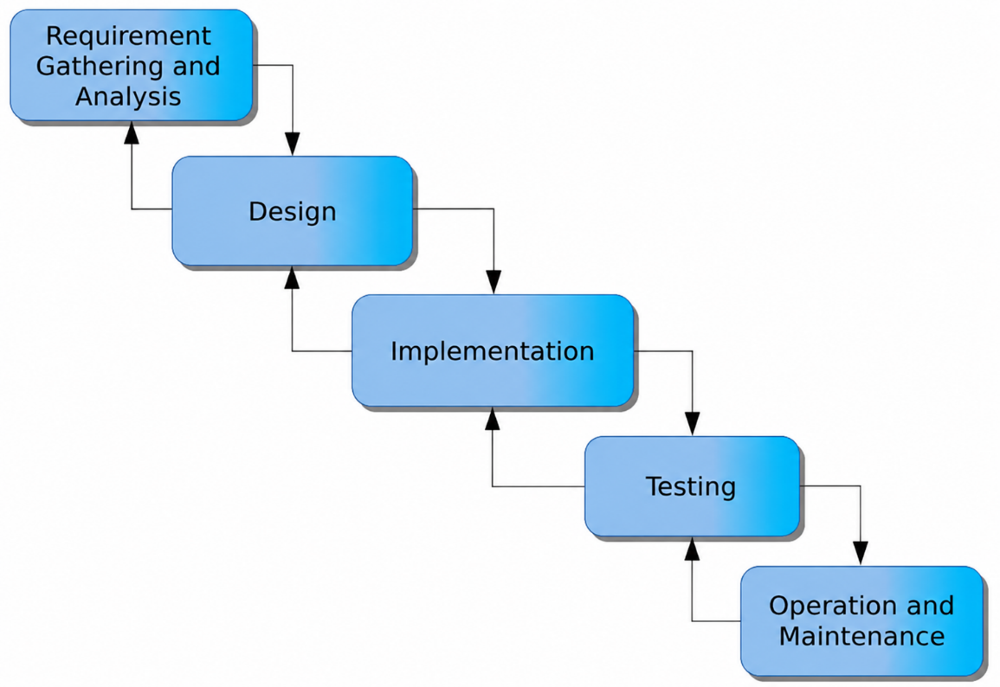 Requirement
Gathering and
Analysis
Design
Implementation
Testing
Operation and
Maintenance